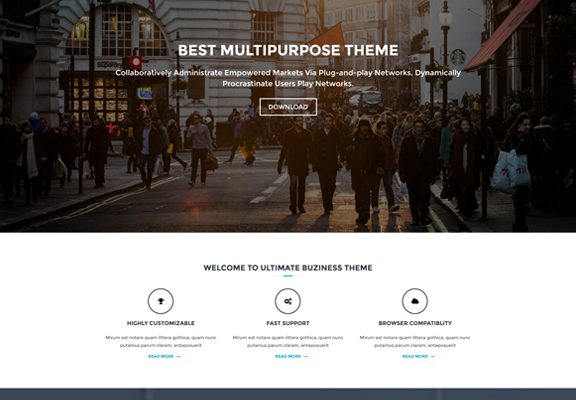 BEST MULTIPURPOSE THEME
Collaboratively Administrate Empowered Markets Via Plug-and-play Networks. Dynamically
Procrastinate Users Play Networks.
DOWNLOAD
WELCOME TO ULTIMATE BUZINESS THEME
HIGHLY CUSTOMIZABLE
FAST SUPPORT
BROWSER COMPATIBLITY
Mirum est notare quam littera gothica, quam nunc
putamus parum claram, anteposuerit
Mirum est notare quam littera gothica, quam nunc
putamus parum claram, anteposuerit
Mirum est notare quam littera gothica, quam nunc
putamus parum claram, anteposuerit
READ MORE →
READ MORE →
READ MORE →